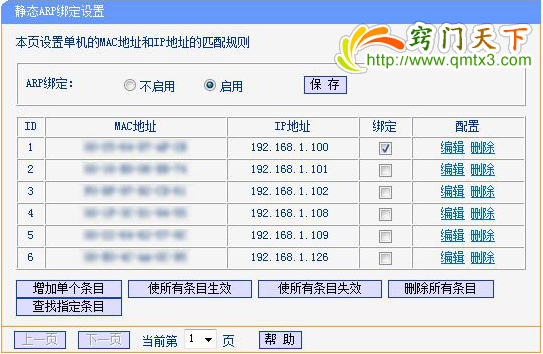 静态ARP绑定设置
窍门天下
http://www.qmtx3.com
本页设置单机的MAC地址和IP地址的匹配规则
ARP绑定: 不启用 启用 保 存
ID MAC地址 IP地址 绑定 配置
1 192.168.1.100 编辑 删除
2 192.168.1.101 编辑 删除
3 192.168.1.102 编辑 删除
4 192.168.1.108 编辑 删除
5 192.168.1.109 编辑 删除
6 192.168.1.126 编辑 删除
增加单个条目 使所有条目生效 使所有条目失效 删除所有条目
查找指定条目
上一页 下一页 当前第 1 页 帮 助